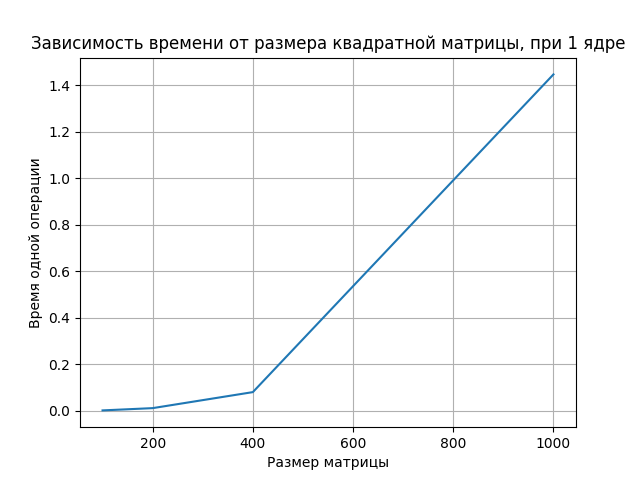 Зависимость времени от размера квадратной матрицы, при 1 ядре
1.4
1.2
1.0
0.8
0.6
0.4
0.2
0.0
Время одной операции
200 400 600 800 1000
Размер матрицы